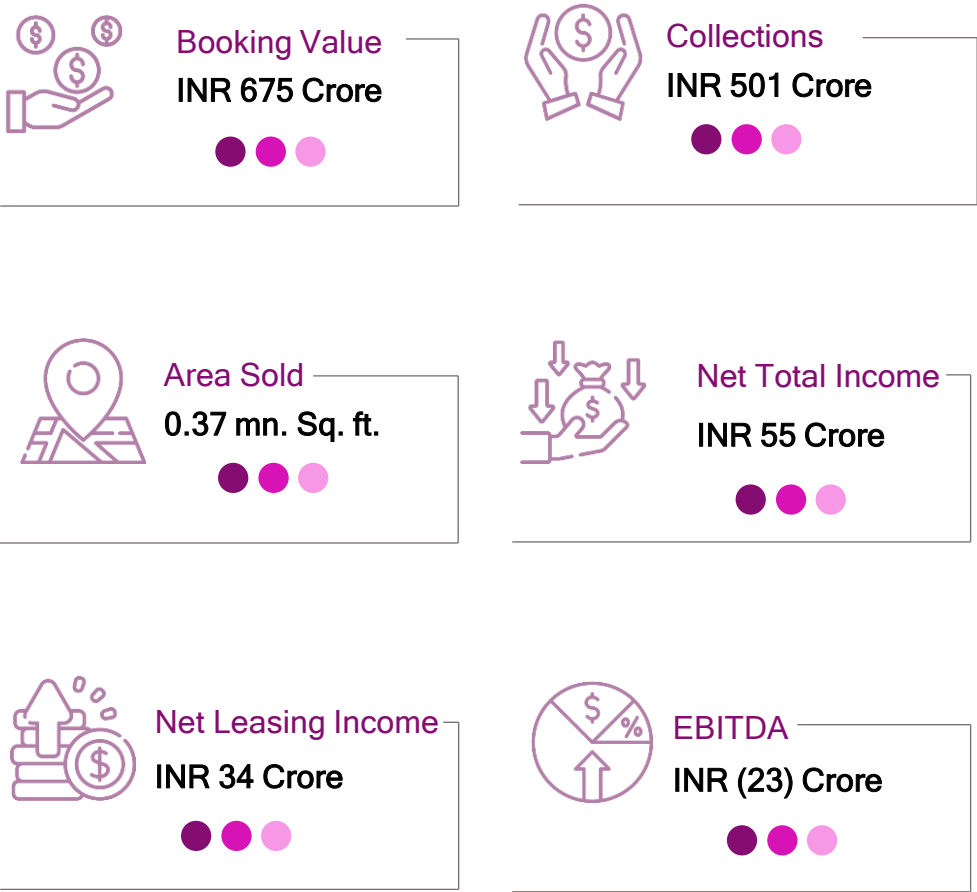 Booking Value
INR 675 Crore
Collections
INR 501 Crore
Area Sold
0.37 mn. Sq. ft.
Net Total Income
INR 55 Crore
Net Leasing Income
INR 34 Crore
EBITDA
INR (23) Crore
$ $ $
$
$
$
$ %